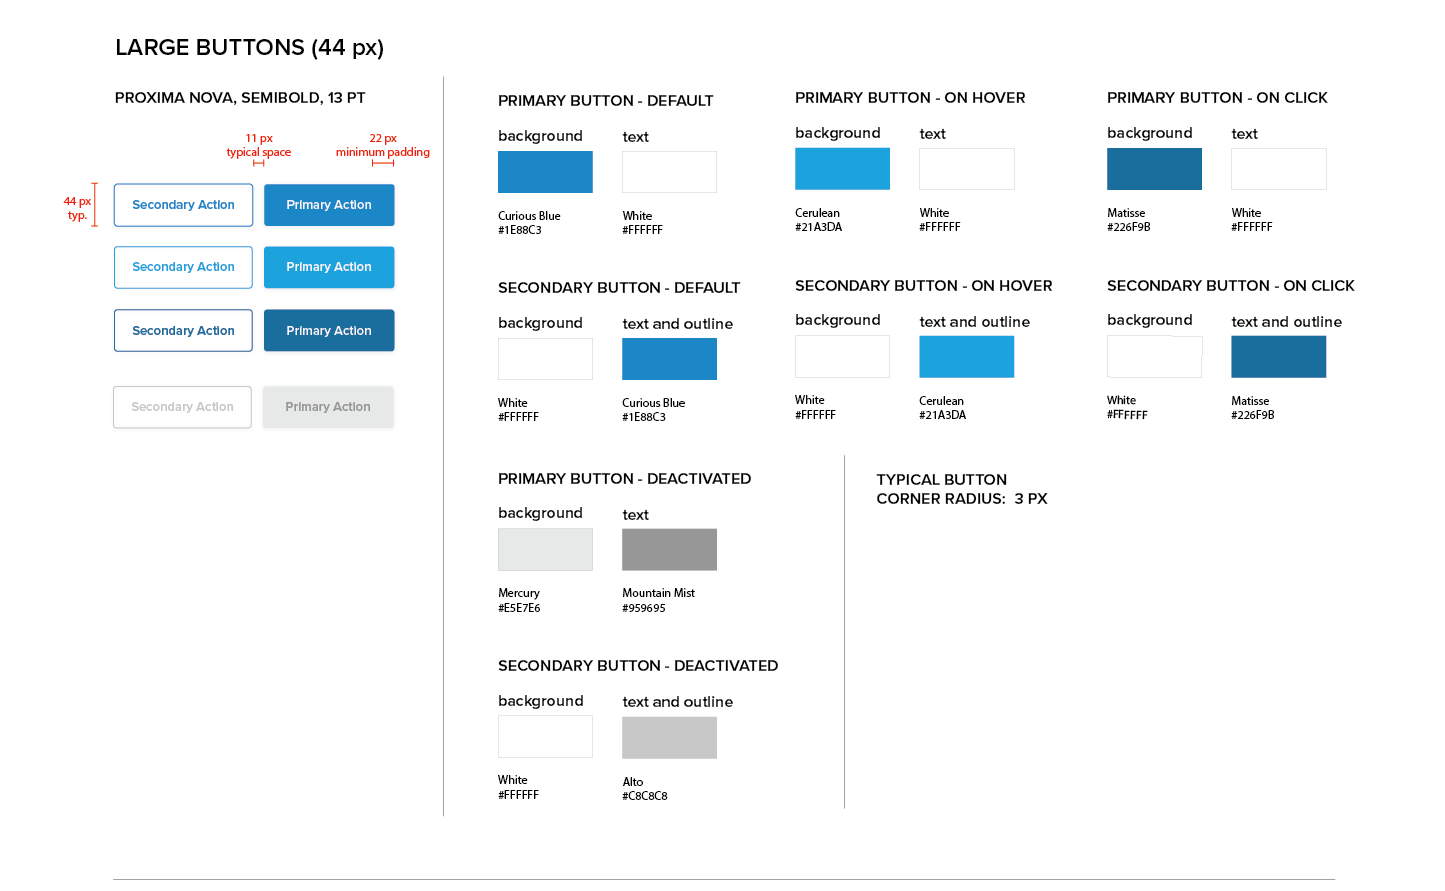 LARGE BUTTONS (44 px)
PROXIMA NOVA, SEMIBOLD, 13 PT
11 px
typical space
22 px
minimum padding
44 px
typ.
Secondary Action
Primary Action
Secondary Action
Primary Action
Secondary Action
Primary Action
Secondary Action
Primary Action
PRIMARY BUTTON - DEFAULT
background
text
Curious Blue
#1E88C3
White
#FFFFFF
PRIMARY BUTTON - ON HOVER
background
text
Cerulean
#21A3DA
White
#FFFFFF
PRIMARY BUTTON - ON CLICK
background
text
Matisse
#226F9B
White
#FFFFFF
SECONDARY BUTTON - DEFAULT
background
text and outline
White
#FFFFFF
Curious Blue
#1E88C3
SECONDARY BUTTON - ON HOVER
background
text and outline
White
#FFFFFF
Cerulean
#21A3DA
SECONDARY BUTTON - ON CLICK
background
text and outline
White
#FFFFFF
Matisse
#226F9B
PRIMARY BUTTON - DEACTIVATED
background
text
Mercury
#E5E7E6
Mountain Mist
#959695
TYPICAL BUTTON
CORNER RADIUS:  3 PX
SECONDARY BUTTON - DEACTIVATED
background
text and outline
White
#FFFFFF
Alto
#C8C8C8